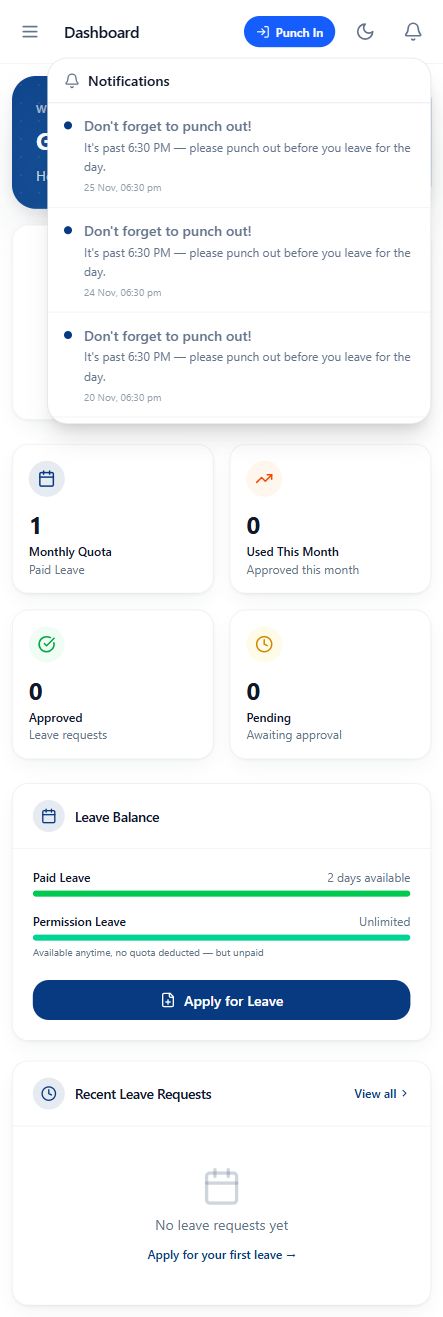 Dashboard
Punch In
Notifications
Don't forget to punch out!
It's past 6:30 PM — please punch out before you leave for the
day.
25 Nov, 06:30 pm
Don't forget to punch out!
It's past 6:30 PM — please punch out before you leave for the
day.
24 Nov, 06:30 pm
Don't forget to punch out!
It's past 6:30 PM — please punch out before you leave for the
day.
20 Nov, 06:30 pm
1
Monthly Quota
Paid Leave
0
Used This Month
Approved this month
0
Approved
Leave requests
0
Pending
Awaiting approval
Leave Balance
Paid Leave
2 days available
Permission Leave
Unlimited
Available anytime, no quota deducted — but unpaid
Apply for Leave
Recent Leave Requests
View all
No leave requests yet
Apply for your first leave →